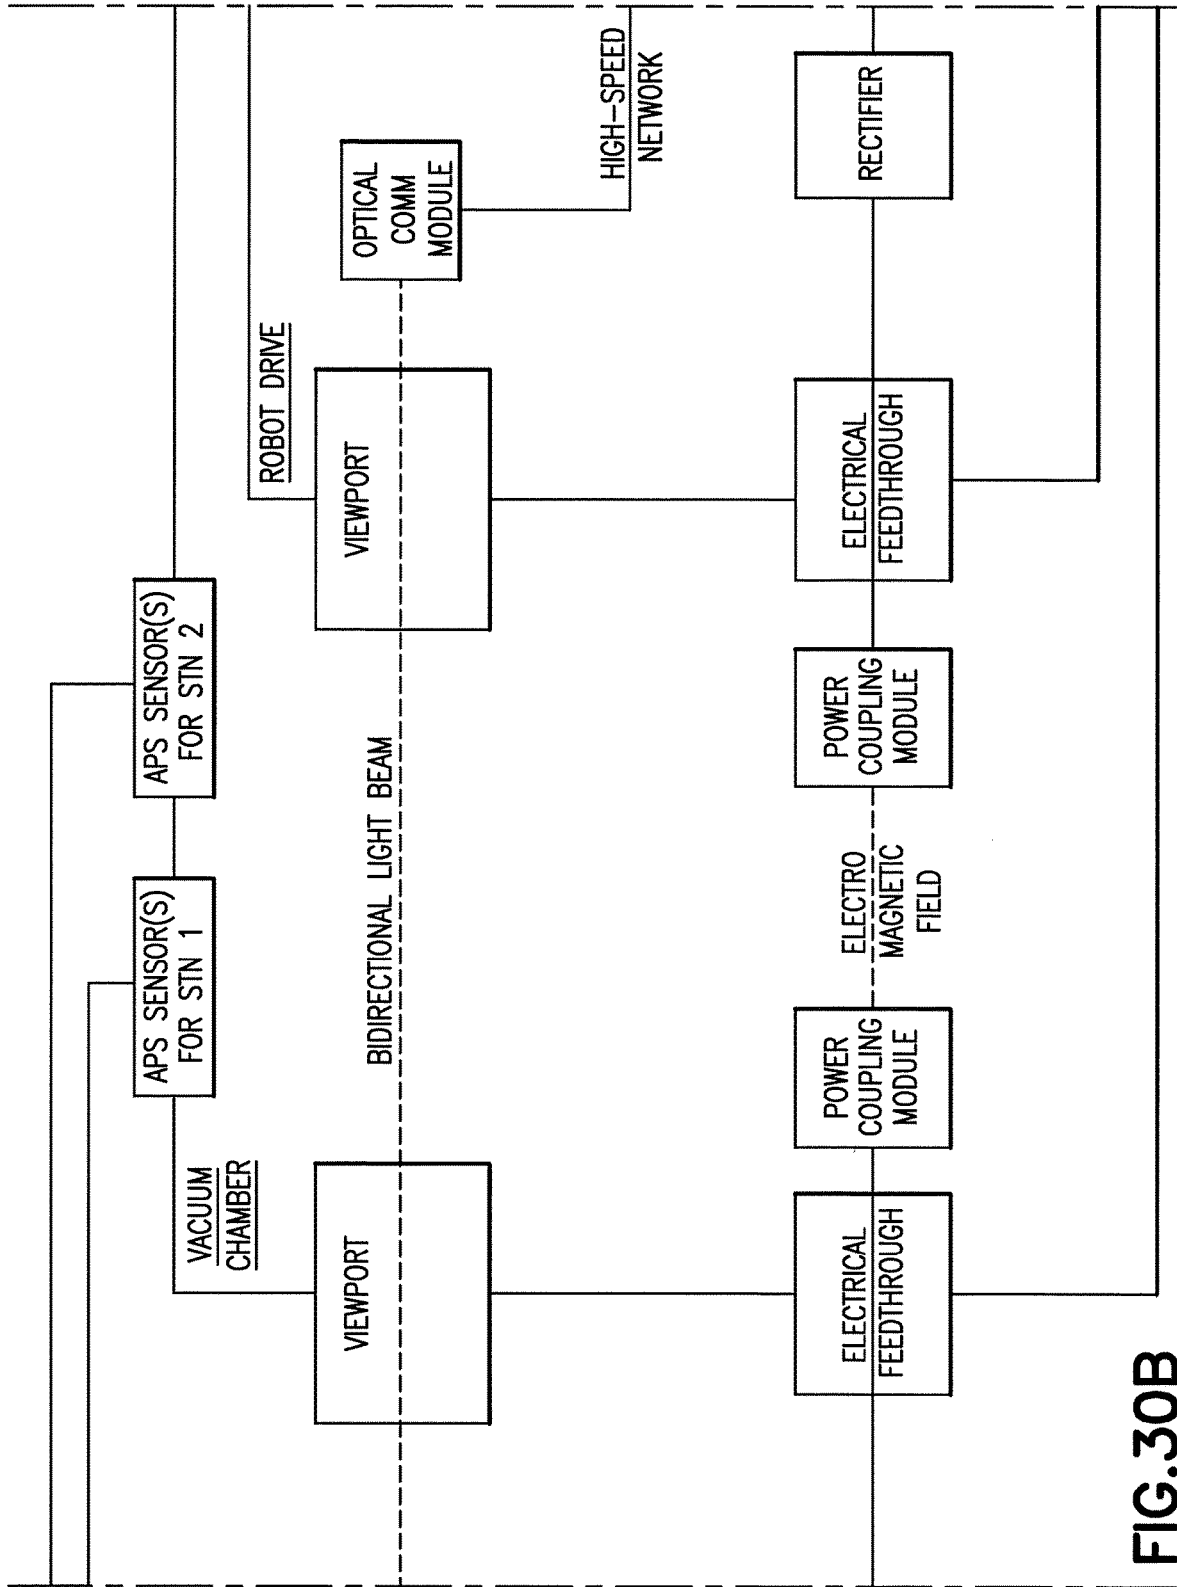 APS SENSOR(S)
FOR STN 1
APS SENSOR(S)
FOR STN 2
VACUUM
CHAMBER
ROBOT DRIVE
VIEWPORT
BIDIRECTIONAL LIGHT BEAM
VIEWPORT
OPTICAL
COMM
MODULE
HIGH-SPEED
NETWORK
ELECTRICAL
FEEDTHROUGH
POWER
COUPLING
MODULE
ELECTRO
MAGNETIC
FIELD
POWER
COUPLING
MODULE
ELECTRICAL
FEEDTHROUGH
RECTIFIER
FIG.30B